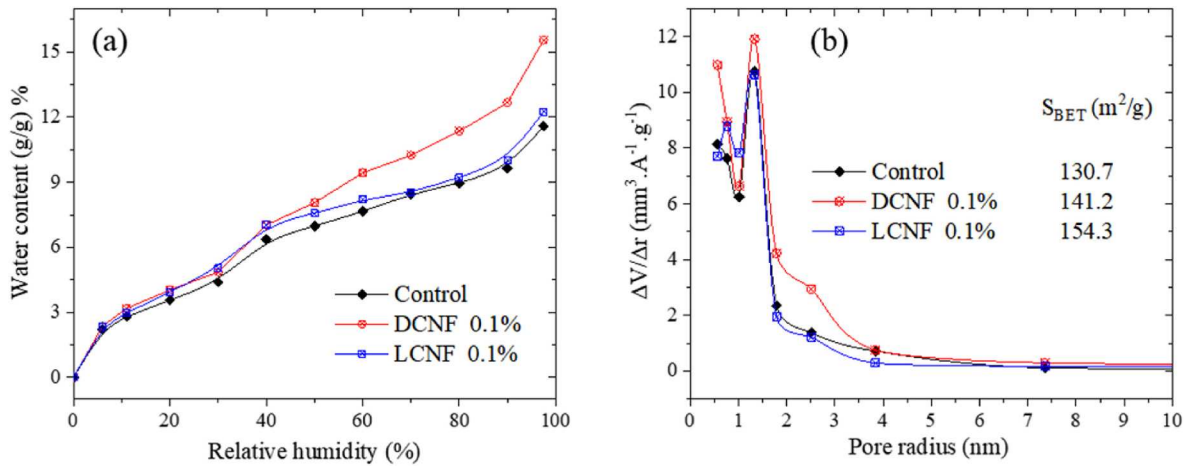 (a)
Water content (g/g) %
15
12
9
6
3
0
Control
DCNF 0.1%
LCNF 0.1%
0 20 40 60 80 100
Relative humidity (%)
(b)
ΔV/Δr (mm³.A⁻¹.g⁻¹)
12
10
8
6
4
2
0
S_BET (m²/g)
Control 130.7
DCNF 0.1% 141.2
LCNF 0.1% 154.3
0 1 2 3 4 5 6 7 8 9 10
Pore radius (nm)